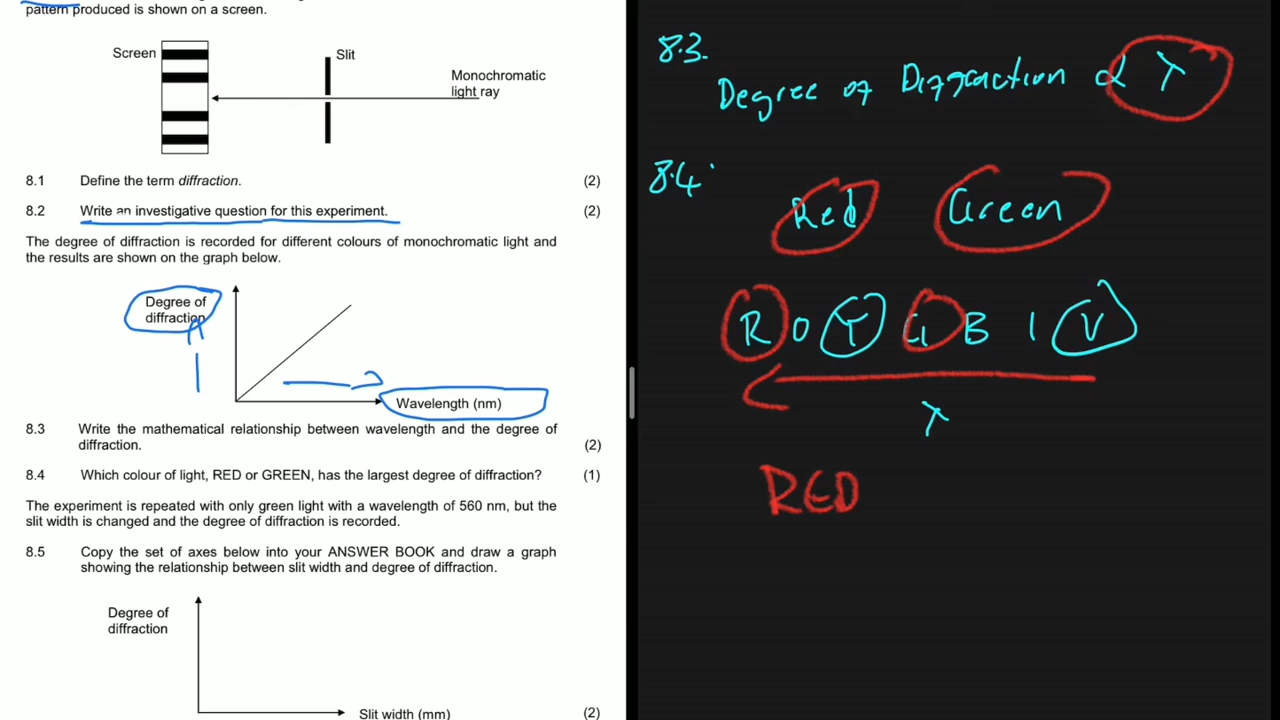 pattern produced is shown on a screen.
Screen
Slit
Monochromatic
light ray
8.1 Define the term diffraction. (2)
8.2 Write an investigative question for this experiment. (2)
The degree of diffraction is recorded for different colours of monochromatic light and
the results are shown on the graph below.
Degree of
diffraction
Wavelength (nm)
8.3 Write the mathematical relationship between wavelength and the degree of
diffraction. (2)
8.4 Which colour of light, RED or GREEN, has the largest degree of diffraction? (1)
The experiment is repeated with only green light with a wavelength of 560 nm, but the
slit width is changed and the degree of diffraction is recorded.
8.5 Copy the set of axes below into your ANSWER BOOK and draw a graph
showing the relationship between slit width and degree of diffraction.
Degree of
diffraction
Slit width (mm) (2)
8.3.
Degree of Diffraction α λ
8.4.
Red Green
R O Y G B I V
λ
RED